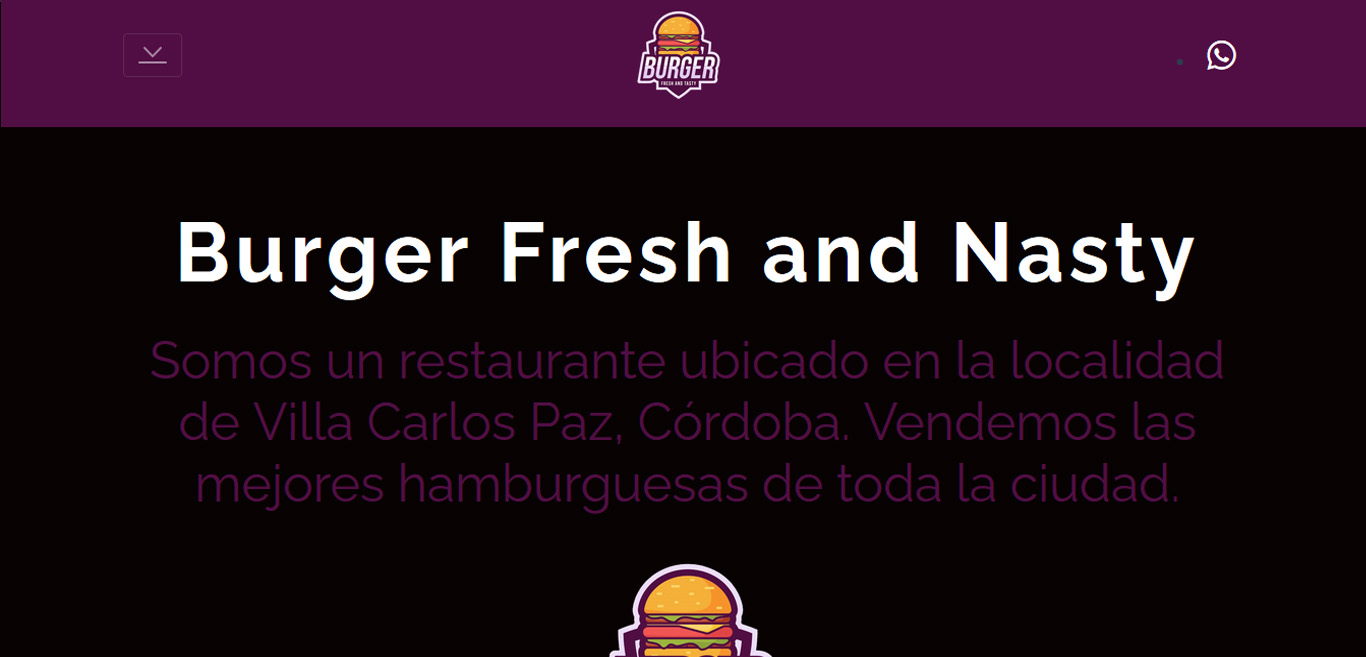 BURGER
FRESH AND TASTY
Burger Fresh and Nasty
Somos un restaurante ubicado en la localidad
de Villa Carlos Paz, Córdoba. Vendemos las
mejores hamburguesas de toda la ciudad.